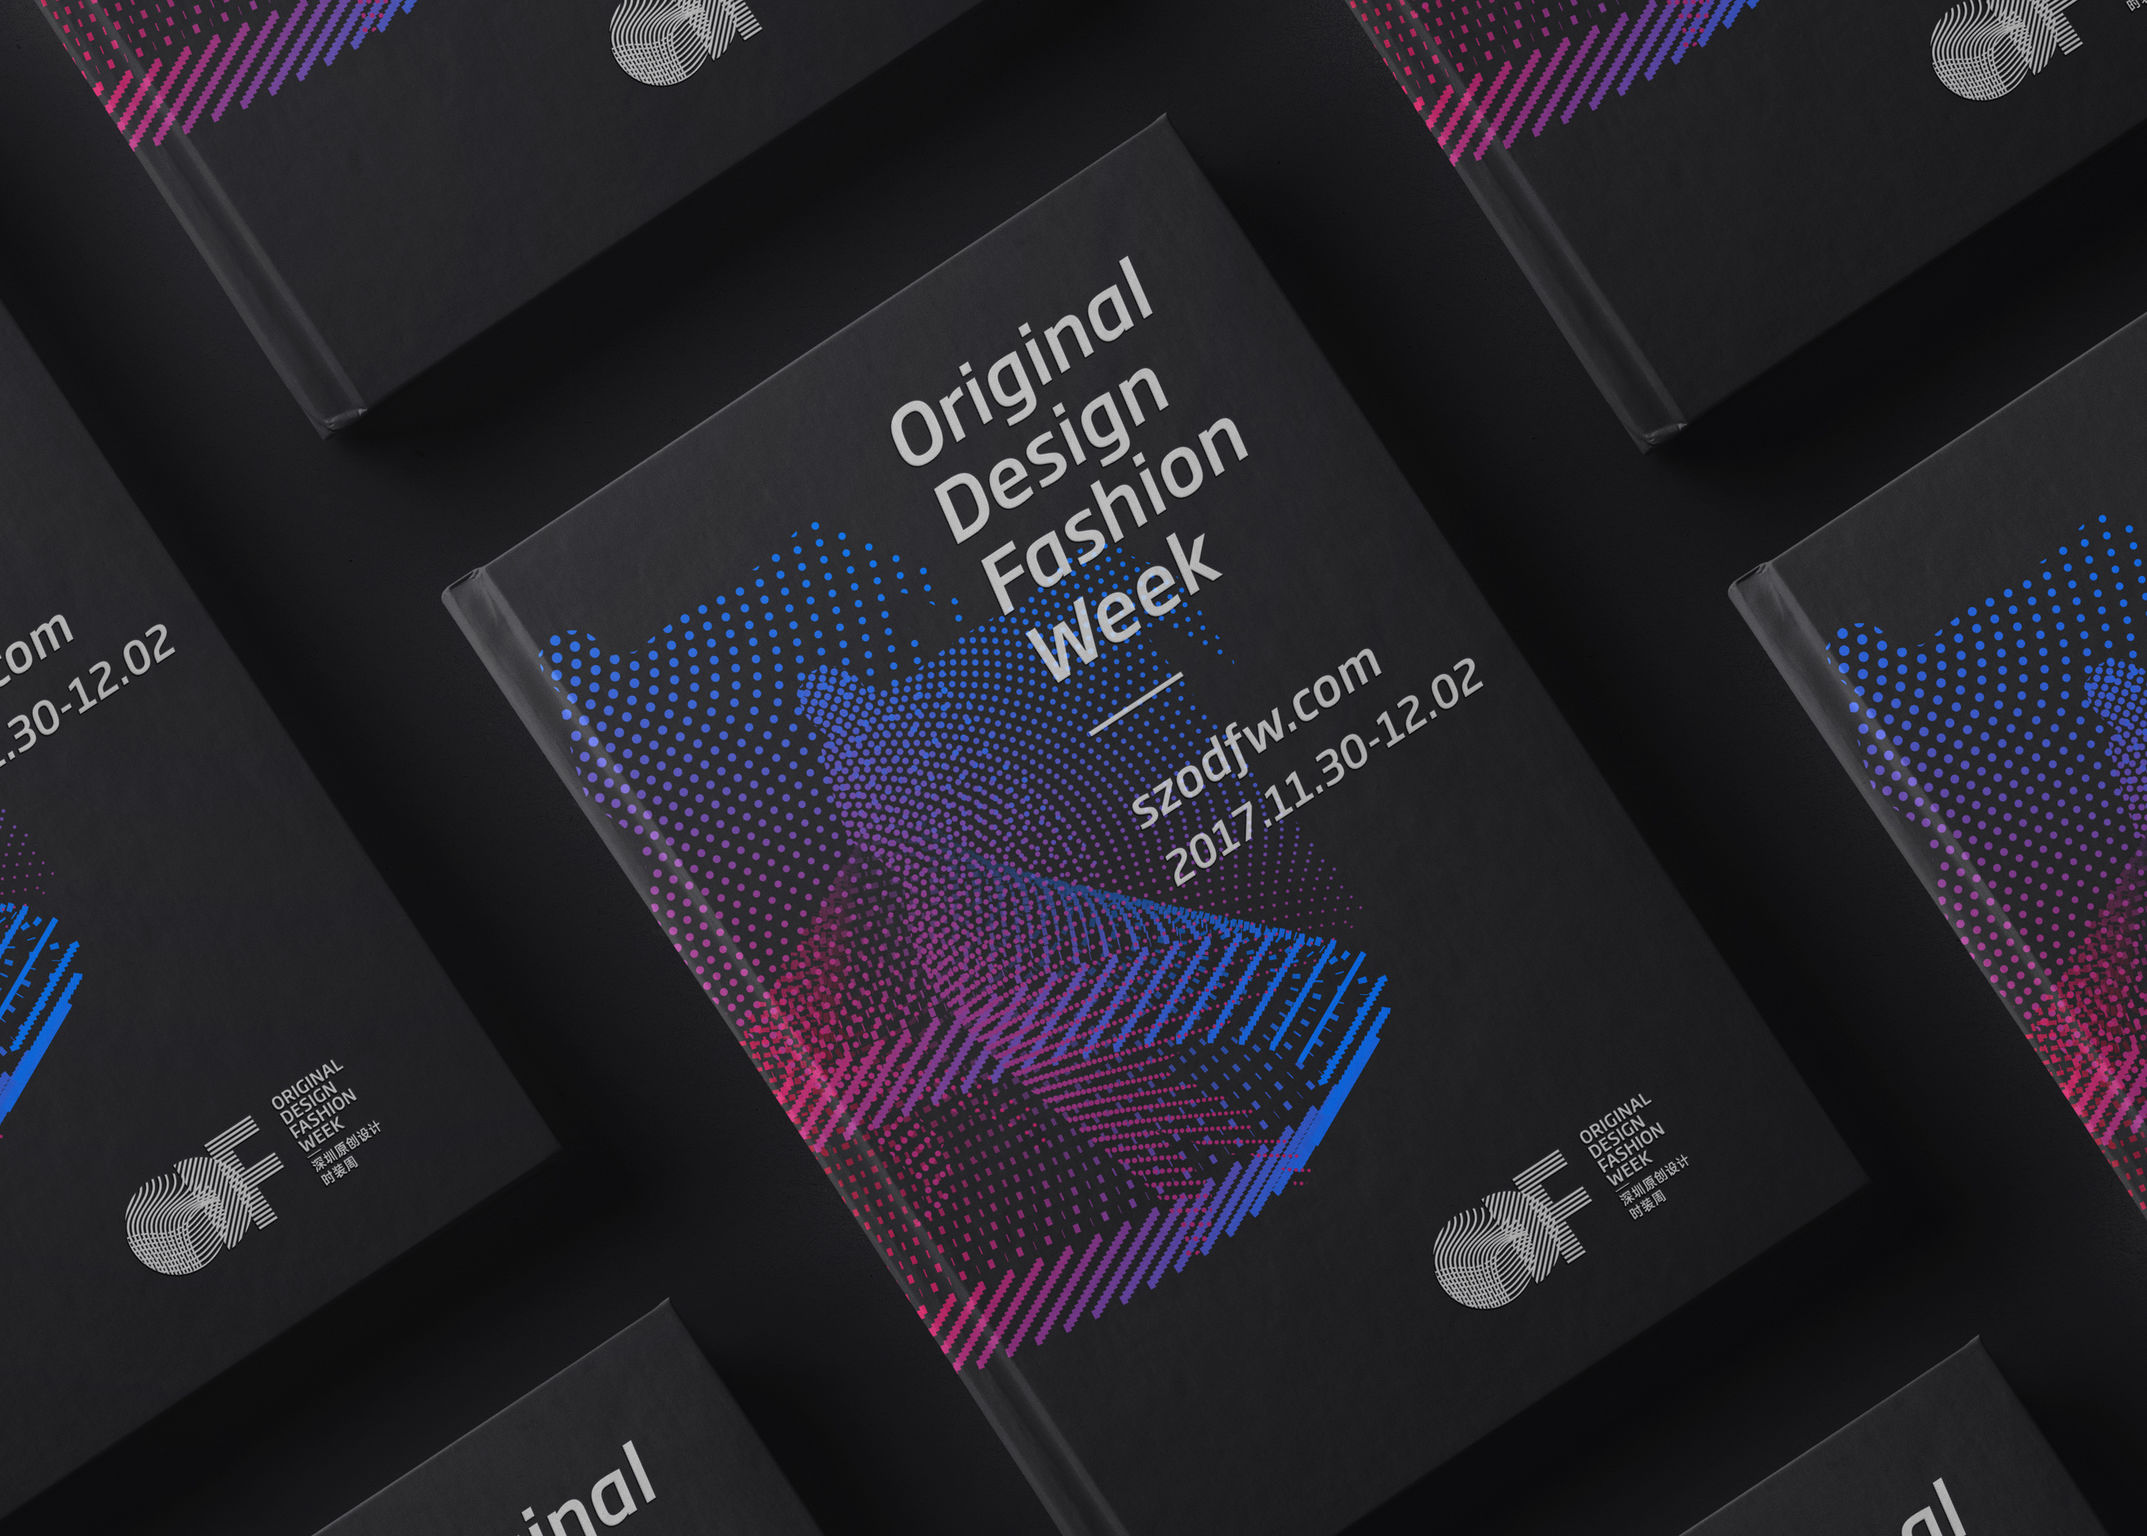 Original
Design
Fashion
Week
szodfw.com
2017.11.30-12.02
ORIGINAL
DESIGN
FASHION
WEEK
深圳原创设计
时装周
.com
.30-12.02
ORIGINAL
DESIGN
FASHION
WEEK
深圳原创设计
时装周
ginal
al